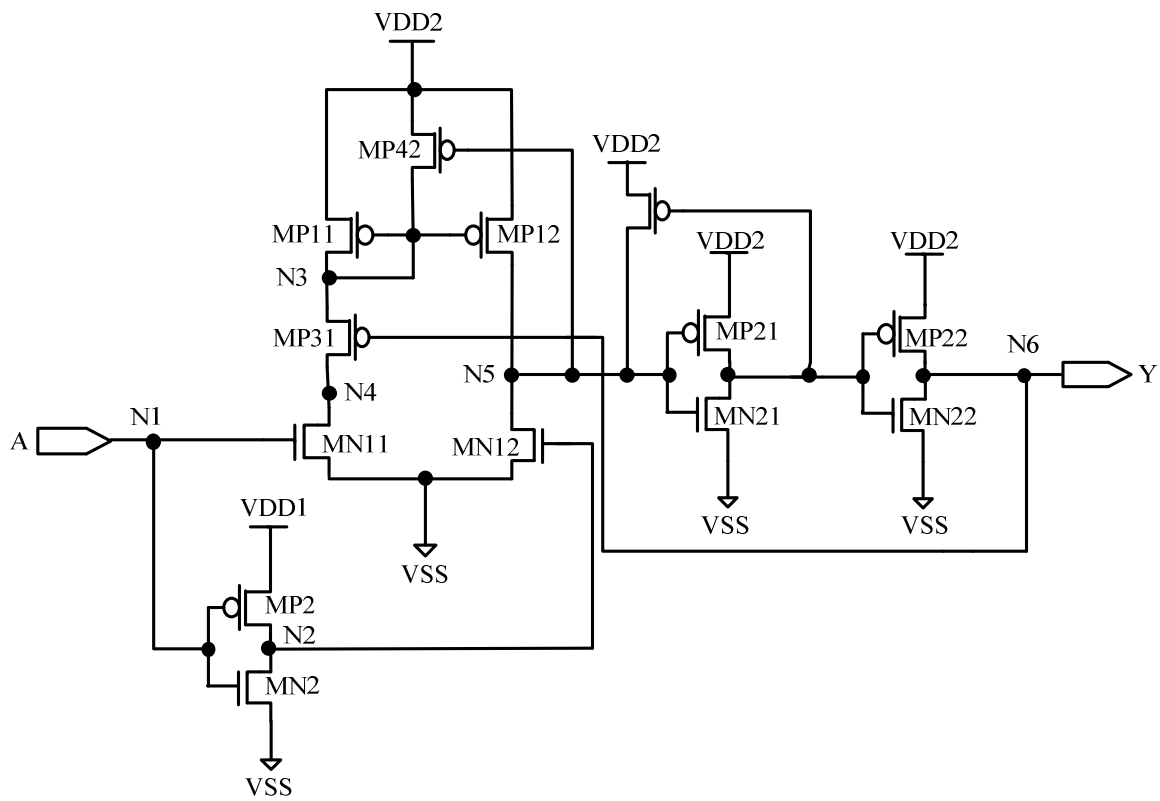 VDD2
MP42
VDD2
MP11
MP12
VDD2
VDD2
N3
MP31
MP21
MP22
N6
N5
Y
N4
N1
MN21
MN22
A
MN11
MN12
VDD1
VSS
VSS
VSS
MP2
N2
MN2
VSS